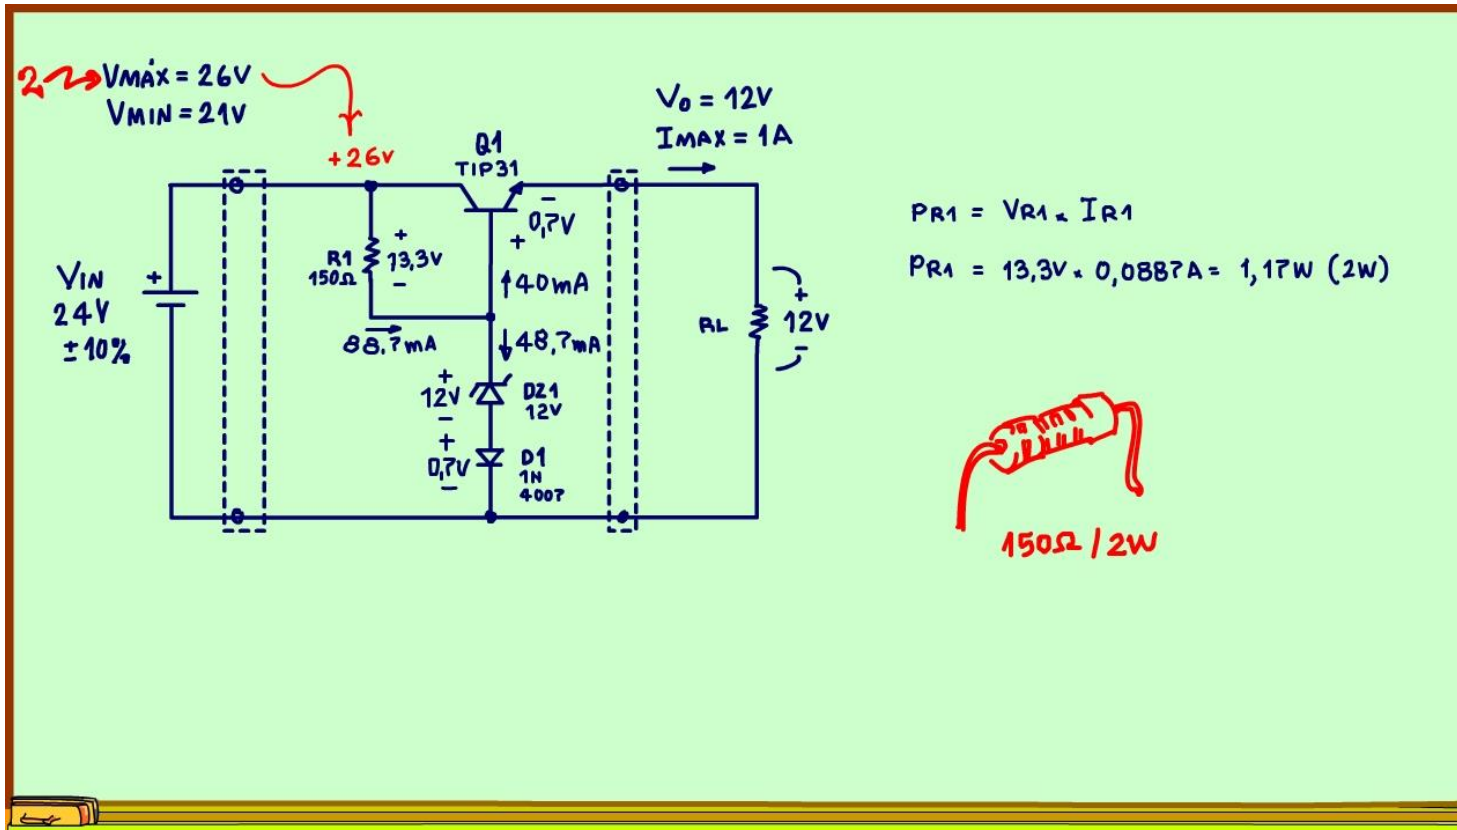 2 VMÁX = 26V
VMIN = 21V
+26V
Q1
TIP31
Vo = 12V
IMAX = 1A
- 0,7V +
R1
150Ω
+
13,3V
-
40mA
88,7mA
48,7mA
VIN
24V
±10%
+
+
12V
-
DZ1
12V
+
0,7V
-
D1
1N
4007
RL
+
12V
-
PR1 = VR1 × IR1
PR1 = 13,3V × 0,0887A = 1,17W (2W)
150Ω / 2W